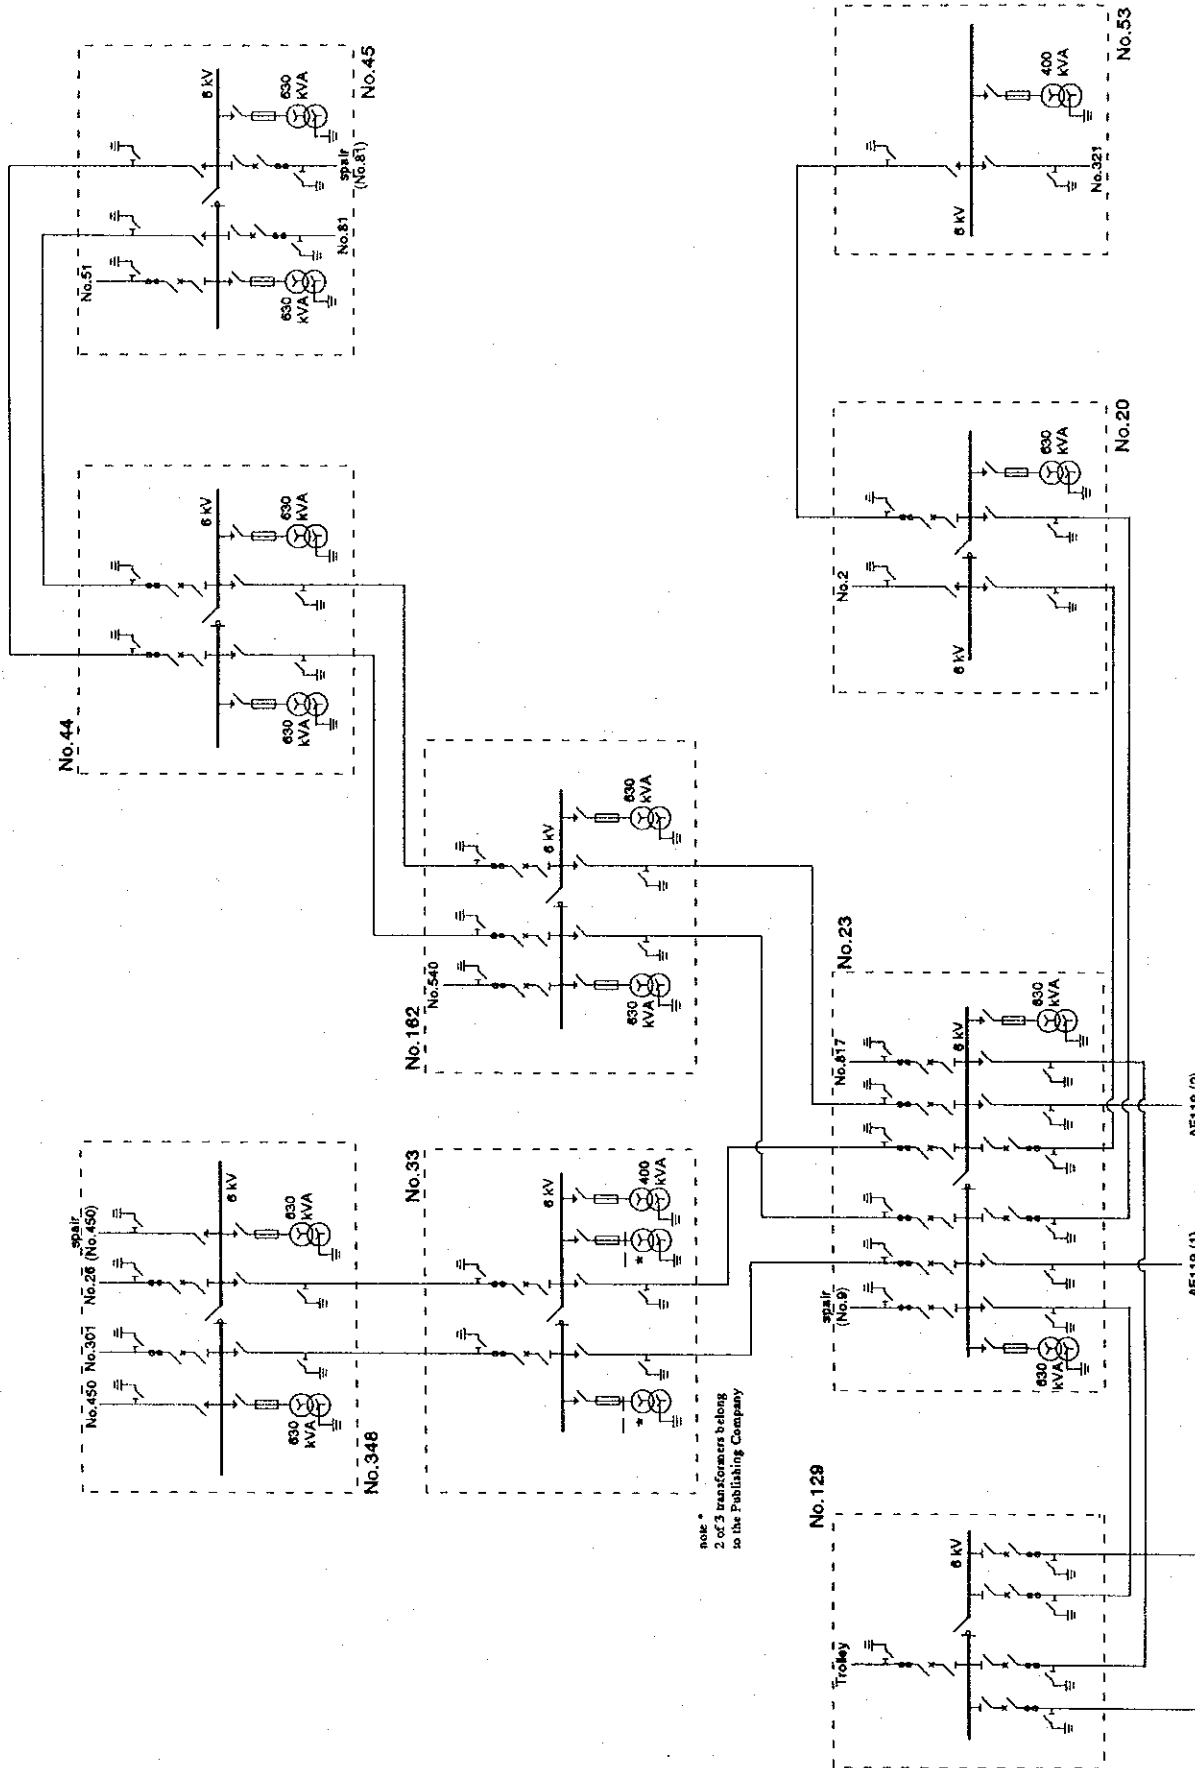 No.45
6 kV
630
kVA
spair
(No.81)
No.81
No.51
630
kVA
No.53
400
kVA
6 kV
No.321
No.44
6 kV
630
kVA
630
kVA
No.20
630
kVA
No.2
6 kV
No.162
6 kV
630
kVA
No.540
630
kVA
No.23
No.817
6 kV
630
kVA
spair
(No.9)
630
kVA
AF119 (2)
AF119 (1)
No.348
spair
(No.450)
No.26
No.301
No.450
6 kV
630
kVA
630
kVA
No.33
6 kV
400
kVA
*
*
note *
2 of 3 transformers belong
to the Publishing Company
No.129
6 kV
Trolley